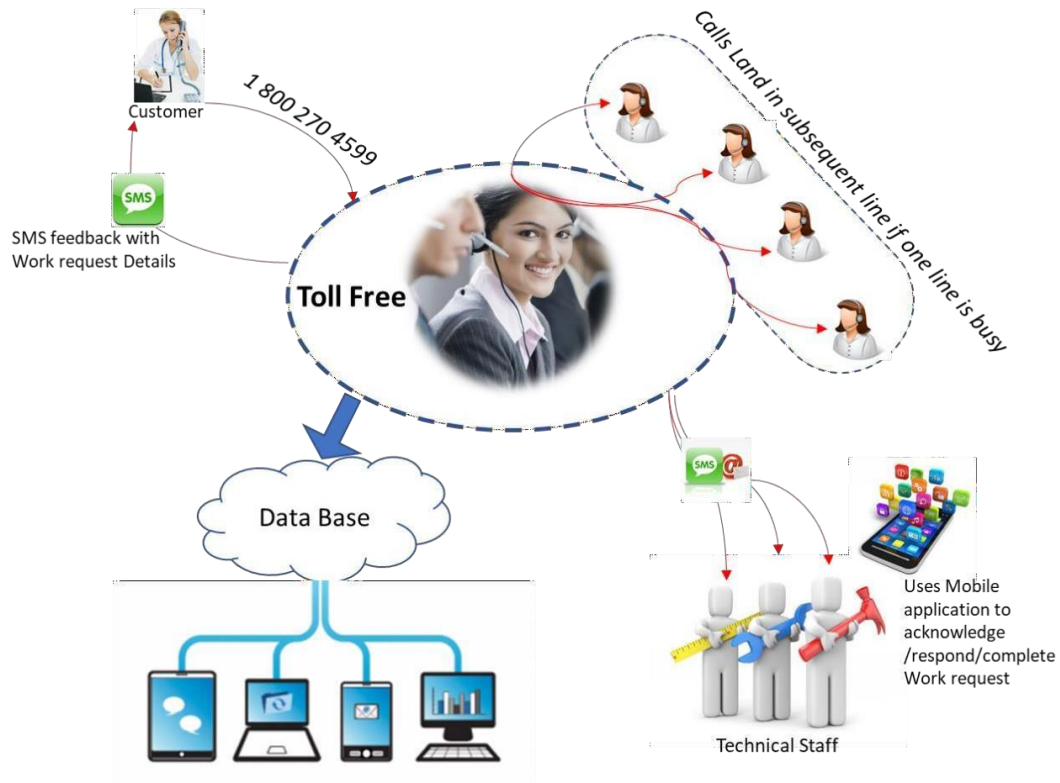 Customer
1 800 270 4599
Calls Land in subsequent line if one line is busy
SMS
SMS feedback with
Work request Details
Toll Free
Data Base
SMS
@
Uses Mobile
application to
acknowledge
/respond/complete
Work request
Technical Staff